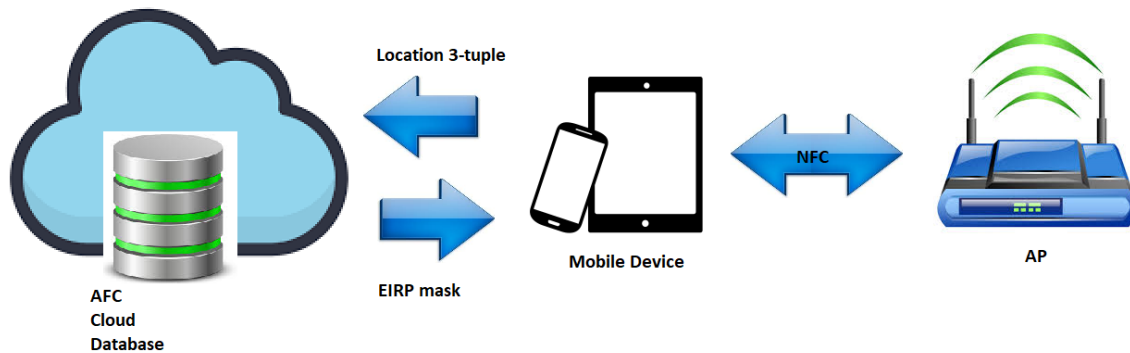 Location 3-tuple
NFC
Mobile Device
AP
EIRP mask
AFC
Cloud
Database